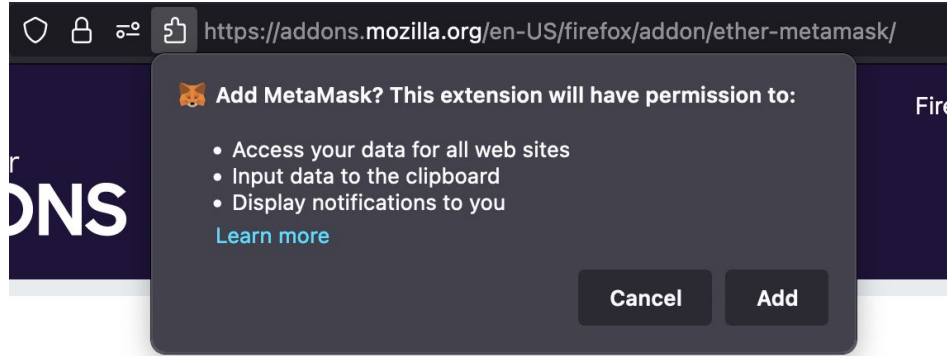 https://addons.mozilla.org/en-US/firefox/addon/ether-metamask/
Add MetaMask? This extension will have permission to:
• Access your data for all web sites
• Input data to the clipboard
• Display notifications to you
Learn more
Cancel Add
r
ONS
Fire